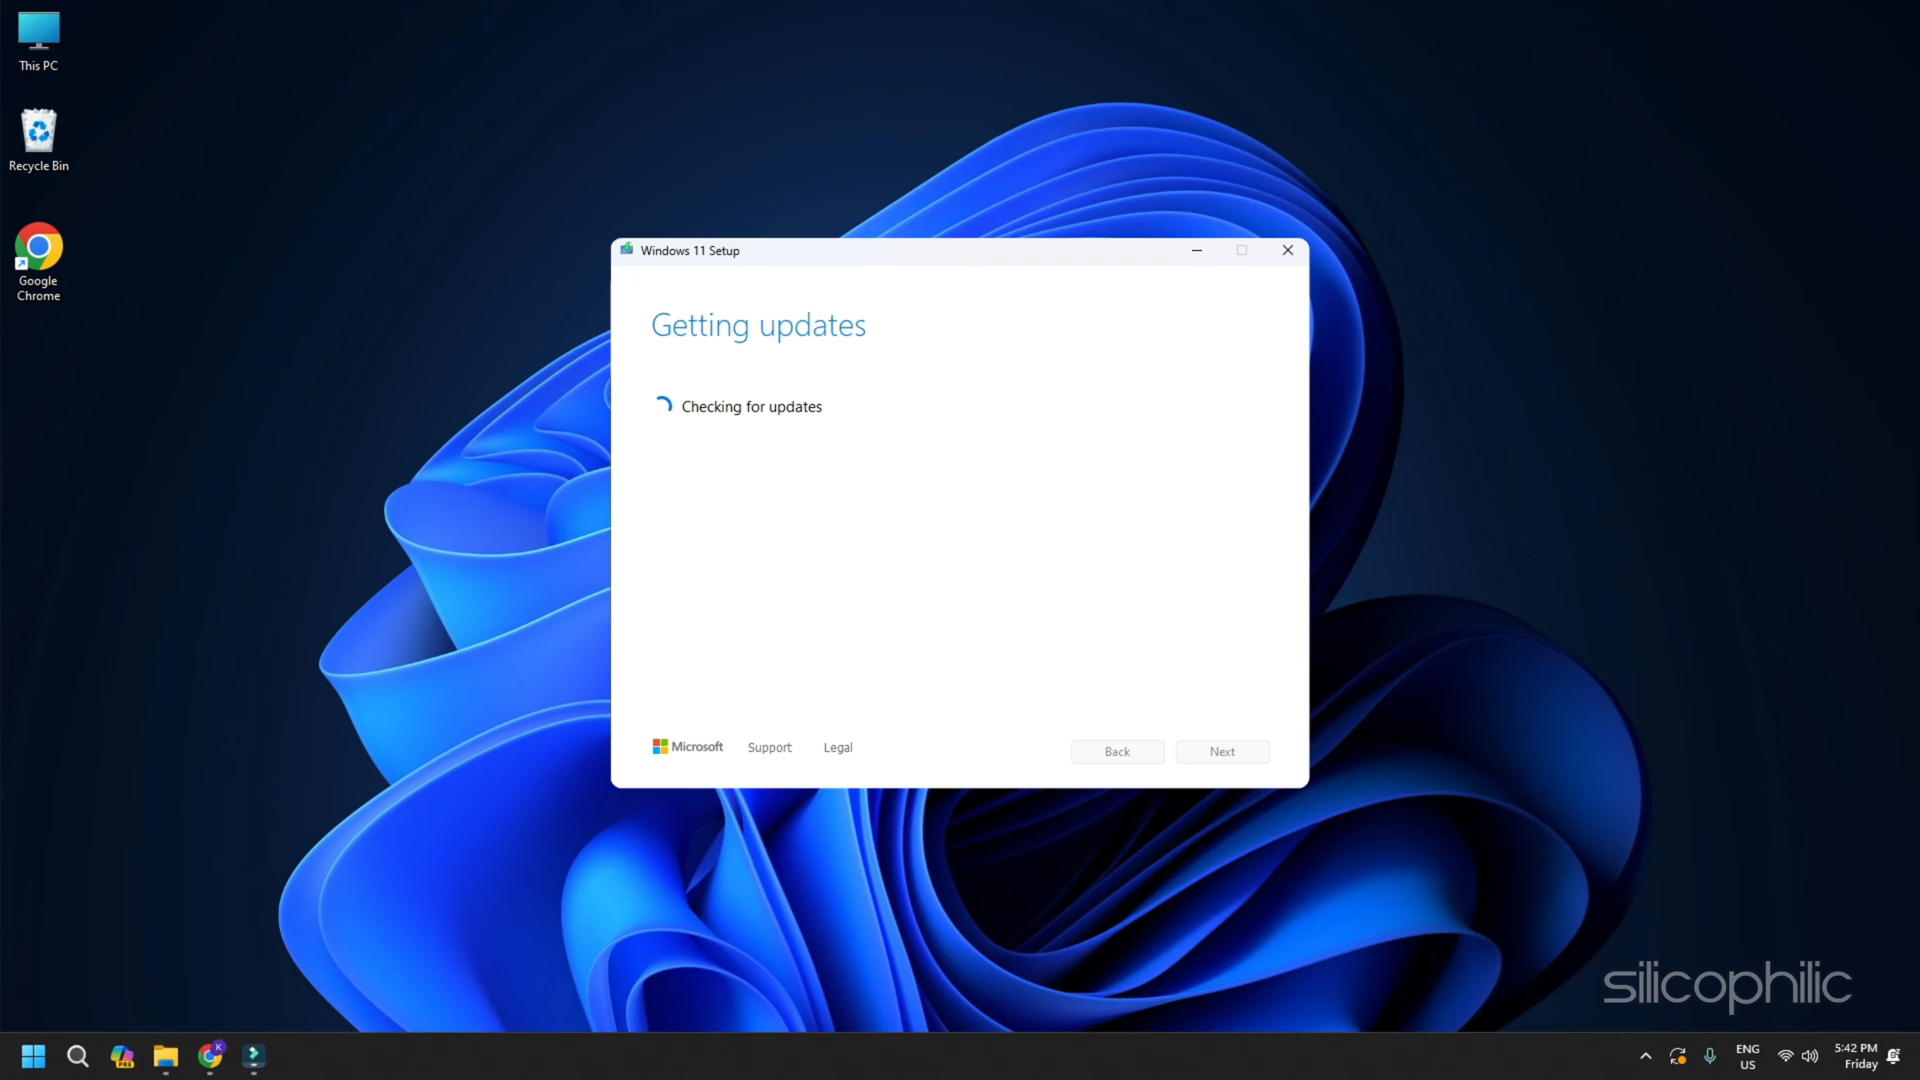 This PC
Recycle Bin
Google
Chrome
Windows 11 Setup
Getting updates
Checking for updates
Microsoft
Support
Legal
Back
Next
silicophilic
K
PRE
ENG
US
5:42 PM
Friday